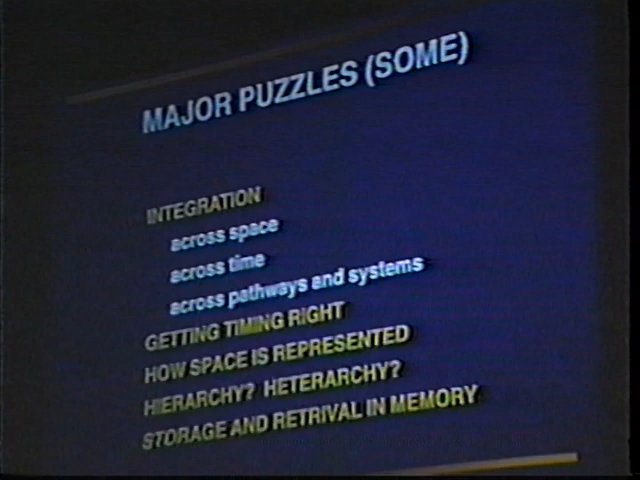 MAJOR PUZZLES (SOME)
INTEGRATION
across space
across time
across pathways and systems
GETTING TIMING RIGHT
HOW SPACE IS REPRESENTED
HIERARCHY? HETERARCHY?
STORAGE AND RETRIVAL IN MEMORY